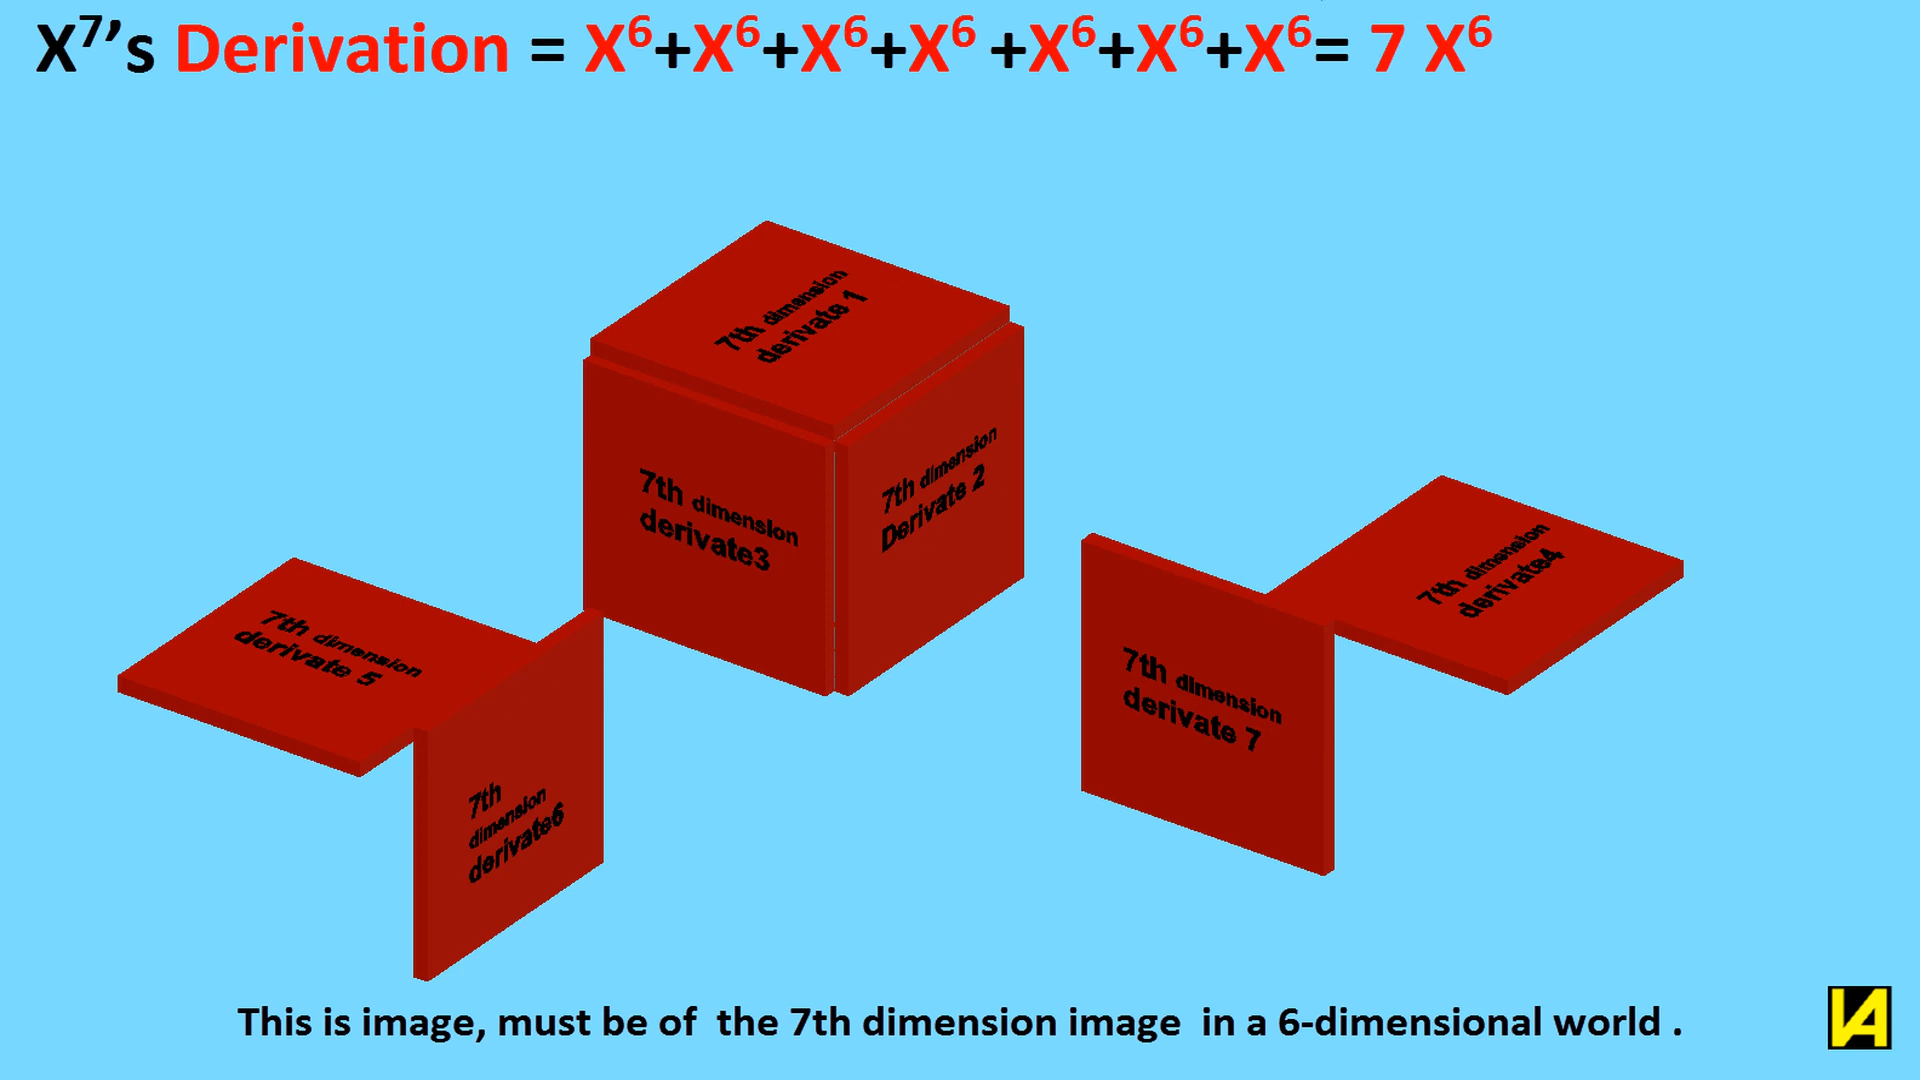 X⁷’s Derivation = X⁶+X⁶+X⁶+X⁶ +X⁶+X⁶+X⁶= 7 X⁶
7th dimension
derivate 1
7th dimension
derivate3
7th dimension
Derivate 2
7th dimension
derivate 5
7th
dimension
derivate6
7th dimension
derivate 7
7th dimension
derivate4
This is image, must be of the 7th dimension image in a 6-dimensional world .
VA